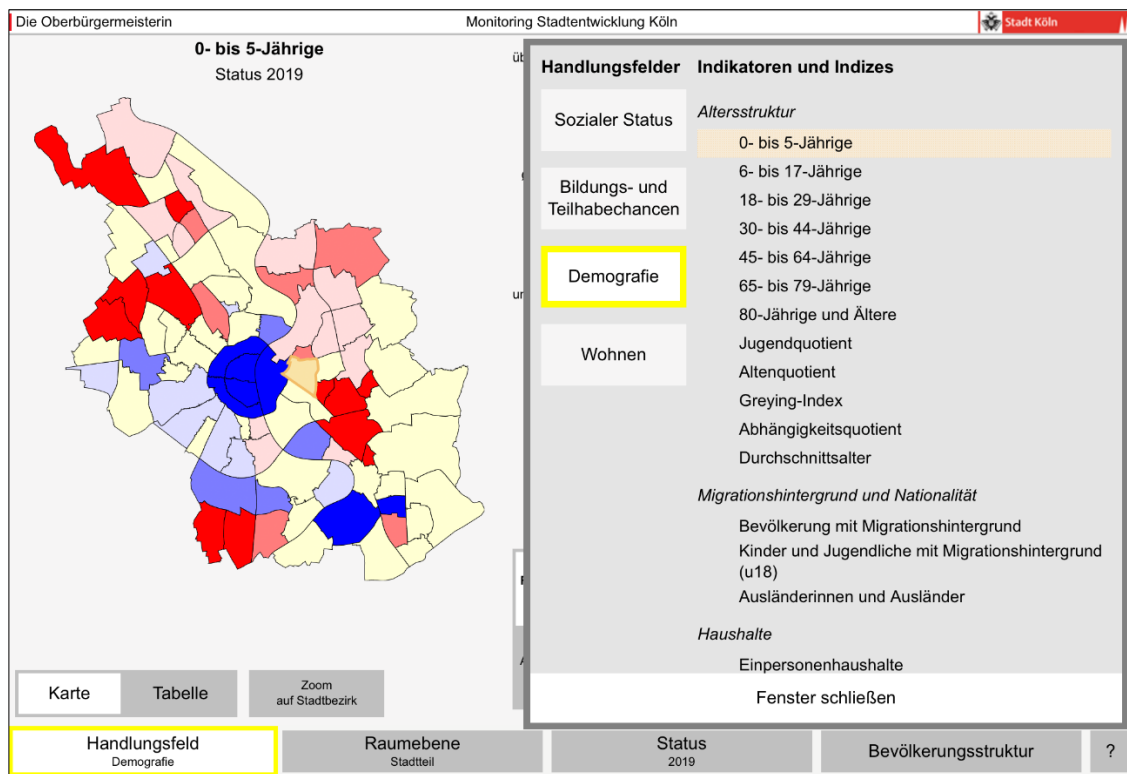 Die Oberbürgermeisterin
Monitoring Stadtentwicklung Köln
Stadt Köln
0- bis 5-Jährige
Status 2019
Handlungsfelder
Sozialer Status
Bildungs- und
Teilhabechancen
Demografie
Wohnen
Indikatoren und Indizes
Altersstruktur
0- bis 5-Jährige
6- bis 17-Jährige
18- bis 29-Jährige
30- bis 44-Jährige
45- bis 64-Jährige
65- bis 79-Jährige
80-Jährige und Ältere
Jugendquotient
Altenquotient
Greying-Index
Abhängigkeitsquotient
Durchschnittsalter
Migrationshintergrund und Nationalität
Bevölkerung mit Migrationshintergrund
Kinder und Jugendliche mit Migrationshintergrund
(u18)
Ausländerinnen und Ausländer
Haushalte
Einpersonenhaushalte
Fenster schließen
Karte
Tabelle
Zoom
auf Stadtbezirk
Handlungsfeld
Demografie
Raumebene
Stadtteil
Status
2019
Bevölkerungsstruktur
?